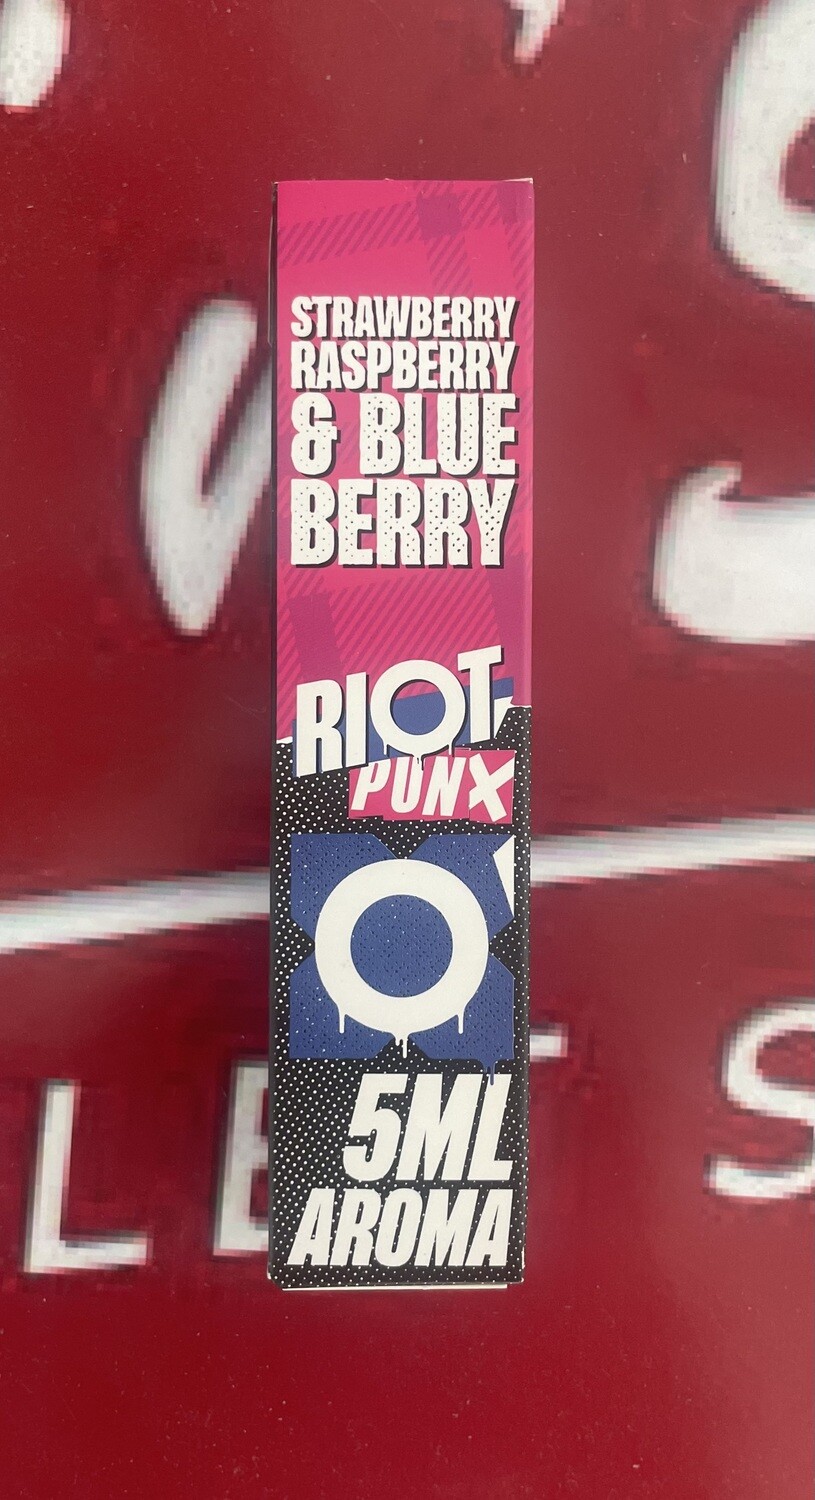 STRAWBERRY
RASPBERRY
& BLUE
BERRY
RIOT
PUNX
5ML
AROMA
L E T S